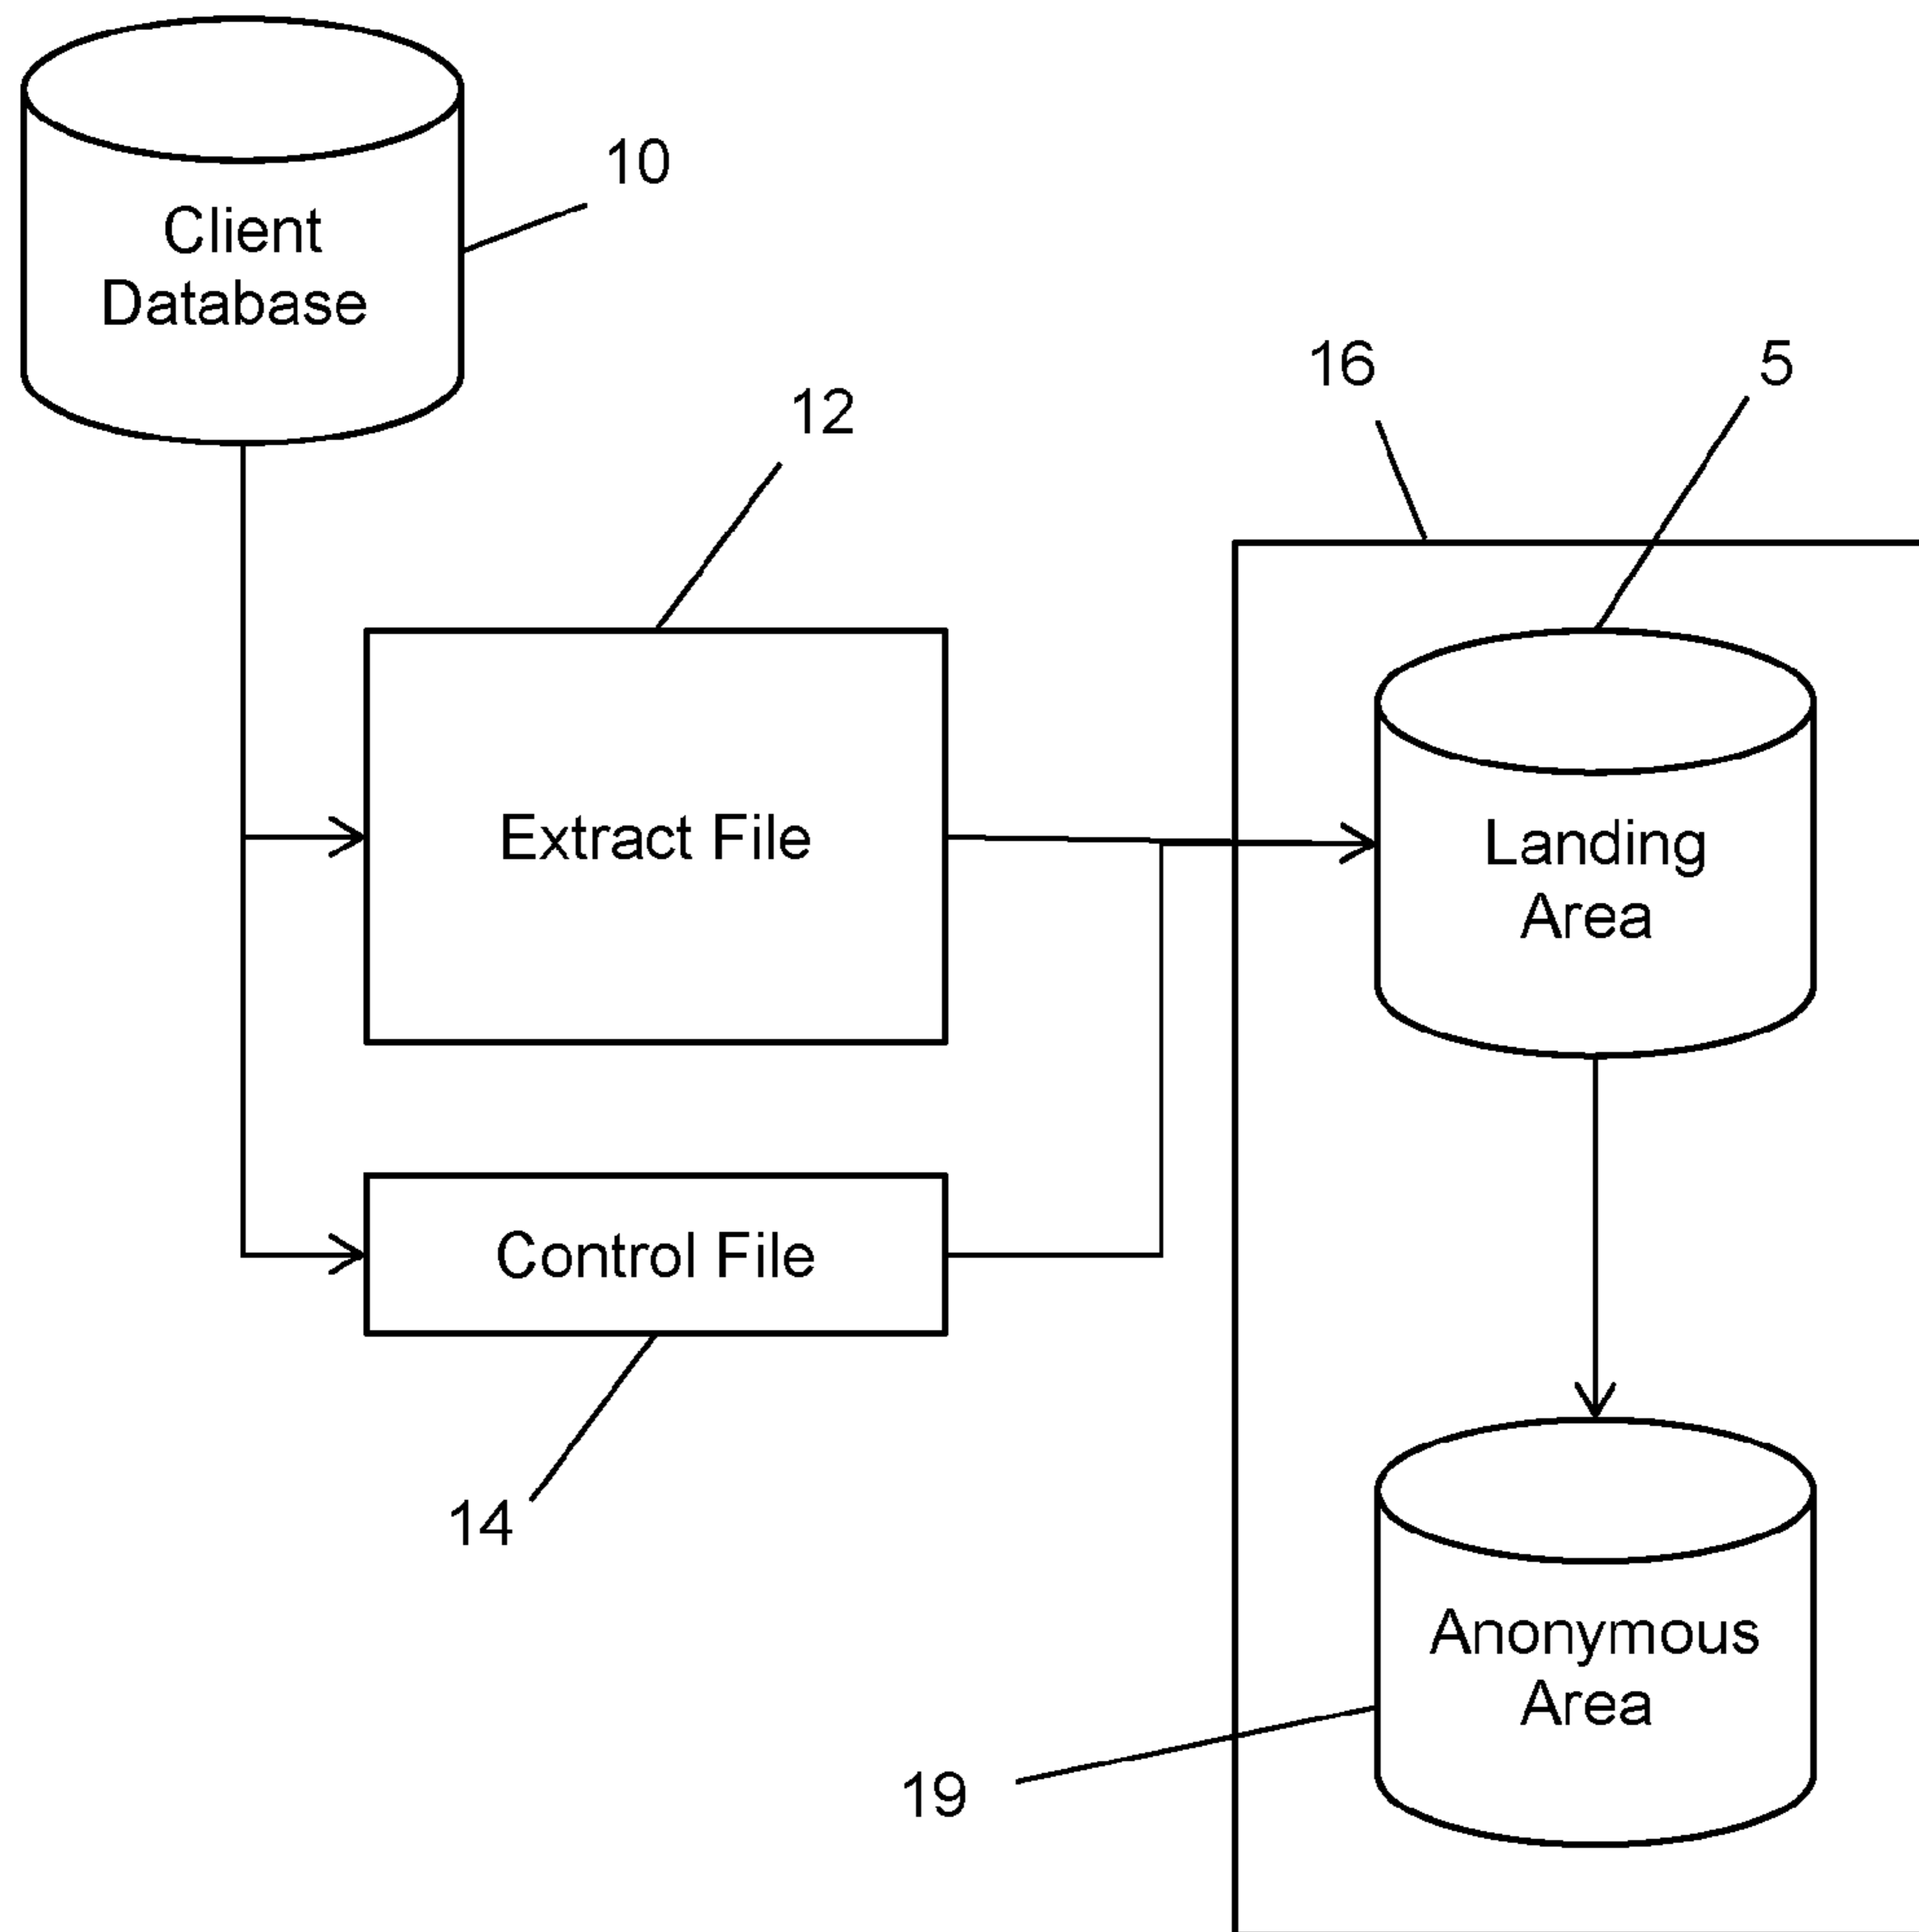 10
Client
Database
16
5
12
Extract File
Landing
Area
Control File
14
Anonymous
Area
19